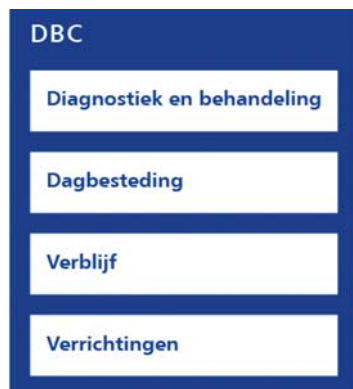 DBC
Diagnostiek en behandeling
Dagbesteding
Verblijf
Verrichtingen